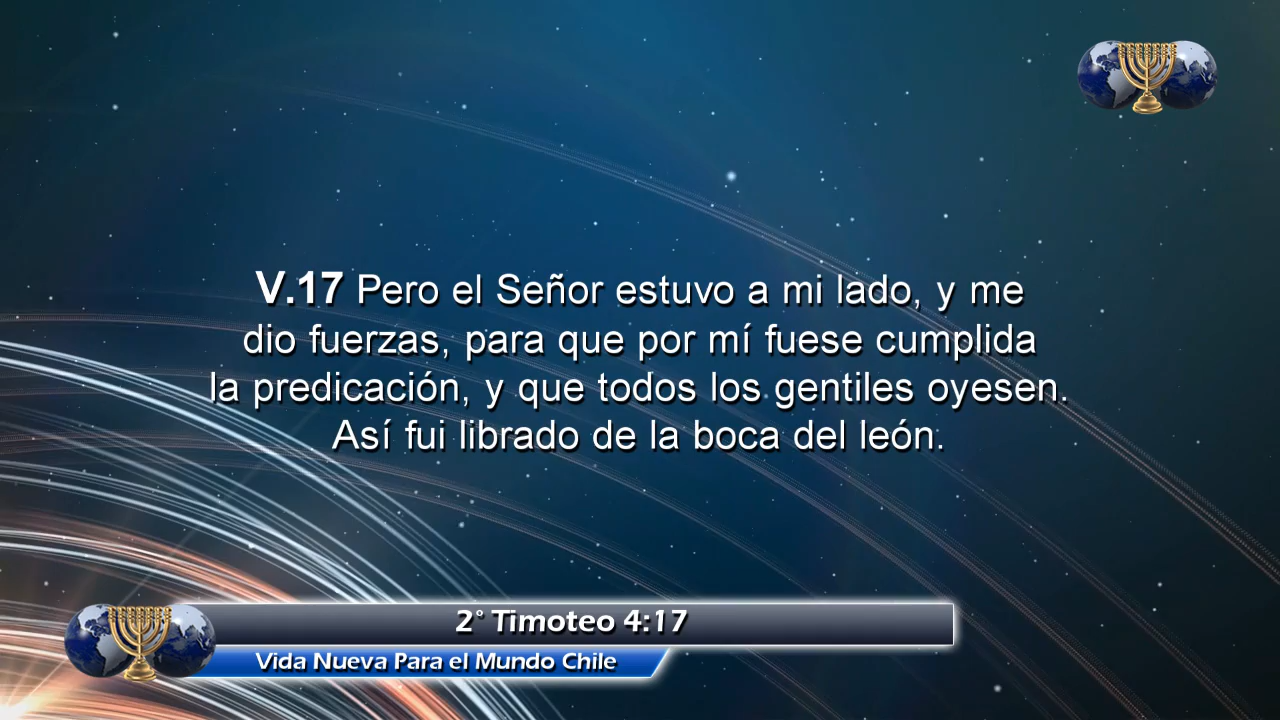 V.17 Pero el Señor estuvo a mi lado, y me
dio fuerzas, para que por mí fuese cumplida
la predicación, y que todos los gentiles oyesen.
Así fui librado de la boca del león.
2° Timoteo 4:17
Vida Nueva Para el Mundo Chile